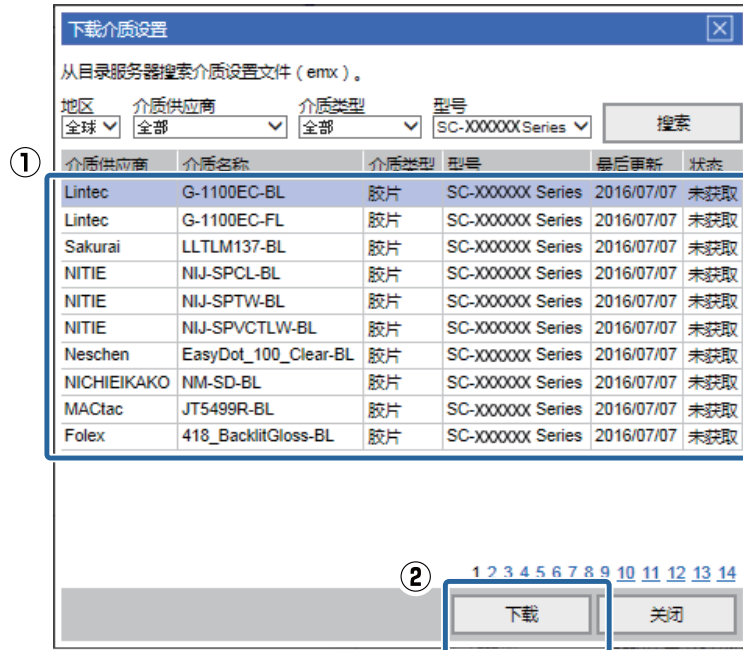 下载介质设置
从目录服务器搜索介质设置文件（emx）。
地区 介质供应商 介质类型 型号
全球 全部 全部 SC-XXXXXX Series 搜索
①
介质供应商 介质名称 介质类型 型号 最后更新 状态
Lintec G-1100EC-BL 胶片 SC-XXXXXX Series 2016/07/07 未获取
Lintec G-1100EC-FL 胶片 SC-XXXXXX Series 2016/07/07 未获取
Sakurai LLTLM137-BL 胶片 SC-XXXXXX Series 2016/07/07 未获取
NITIE NIJ-SPCL-BL 胶片 SC-XXXXXX Series 2016/07/07 未获取
NITIE NIJ-SPTW-BL 胶片 SC-XXXXXX Series 2016/07/07 未获取
NITIE NIJ-SPVCTLW-BL 胶片 SC-XXXXXX Series 2016/07/07 未获取
Neschen EasyDot_100_Clear-BL 胶片 SC-XXXXXX Series 2016/07/07 未获取
NICHIEIKAKO NM-SD-BL 胶片 SC-XXXXXX Series 2016/07/07 未获取
MACtac JT5499R-BL 胶片 SC-XXXXXX Series 2016/07/07 未获取
Folex 418_BacklitGloss-BL 胶片 SC-XXXXXX Series 2016/07/07 未获取
1 2 3 4 5 6 7 8 9 10 11 12 13 14
②
下载 关闭